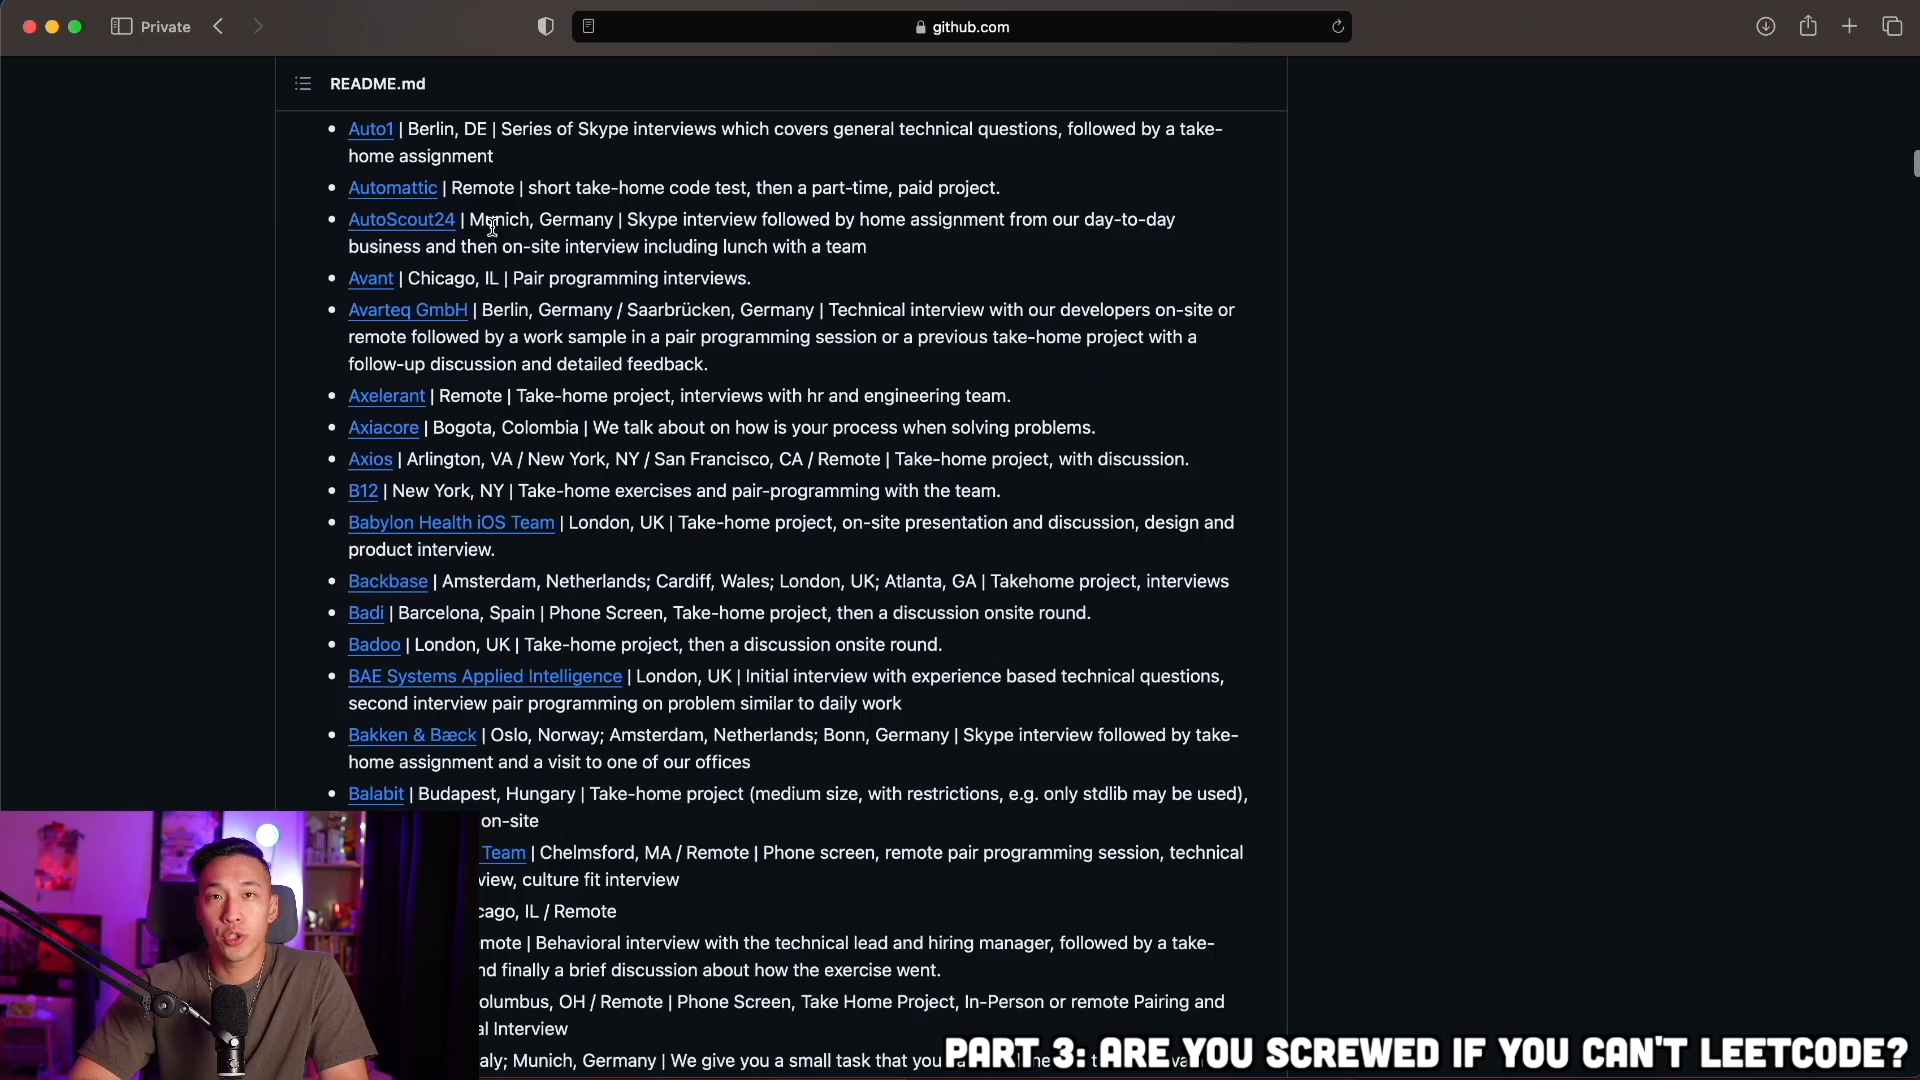 Private
github.com
README.md
Auto1 | Berlin, DE | Series of Skype interviews which covers general technical questions, followed by a take-
home assignment
Automattic | Remote | short take-home code test, then a part-time, paid project.
AutoScout24 | Munich, Germany | Skype interview followed by home assignment from our day-to-day
business and then on-site interview including lunch with a team
Avant | Chicago, IL | Pair programming interviews.
Avarteq GmbH | Berlin, Germany / Saarbrücken, Germany | Technical interview with our developers on-site or
remote followed by a work sample in a pair programming session or a previous take-home project with a
follow-up discussion and detailed feedback.
Axelerant | Remote | Take-home project, interviews with hr and engineering team.
Axiacore | Bogota, Colombia | We talk about on how is your process when solving problems.
Axios | Arlington, VA / New York, NY / San Francisco, CA / Remote | Take-home project, with discussion.
B12 | New York, NY | Take-home exercises and pair-programming with the team.
Babylon Health iOS Team | London, UK | Take-home project, on-site presentation and discussion, design and
product interview.
Backbase | Amsterdam, Netherlands; Cardiff, Wales; London, UK; Atlanta, GA | Takehome project, interviews
Badi | Barcelona, Spain | Phone Screen, Take-home project, then a discussion onsite round.
Badoo | London, UK | Take-home project, then a discussion onsite round.
BAE Systems Applied Intelligence | London, UK | Initial interview with experience based technical questions,
second interview pair programming on problem similar to daily work
Bakken & Bæck | Oslo, Norway; Amsterdam, Netherlands; Bonn, Germany | Skype interview followed by take-
home assignment and a visit to one of our offices
Balabit | Budapest, Hungary | Take-home project (medium size, with restrictions, e.g. only stdlib may be used),
on-site
Team | Chelmsford, MA / Remote | Phone screen, remote pair programming session, technical
view, culture fit interview
cago, IL / Remote
emote | Behavioral interview with the technical lead and hiring manager, followed by a take-
nd finally a brief discussion about how the exercise went.
olumbus, OH / Remote | Phone Screen, Take Home Project, In-Person or remote Pairing and
al Interview
aly; Munich, Germany | We give you a small task that you
PART 3: ARE YOU SCREWED IF YOU CAN'T LEETCODE?